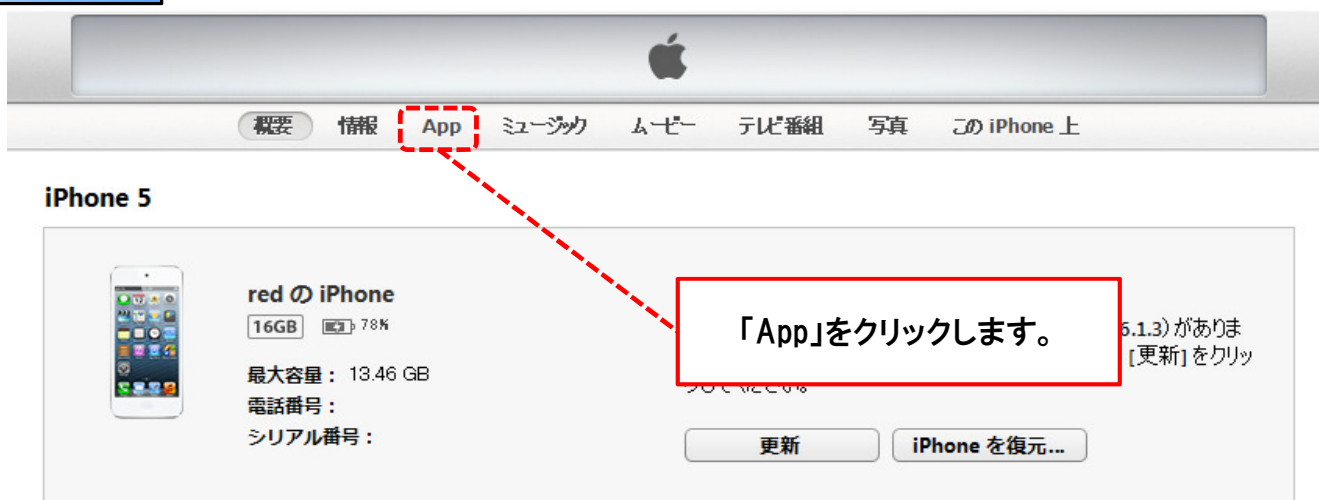 概要 情報 App ミュージック ムービー テレビ番組 写真 この iPhone 上
iPhone 5
red の iPhone
16GB 78%
最大容量： 13.46 GB
電話番号：
シリアル番号：
「App」をクリックします。
6.1.3) がありま
[更新] をクリッ
更新 iPhone を復元...